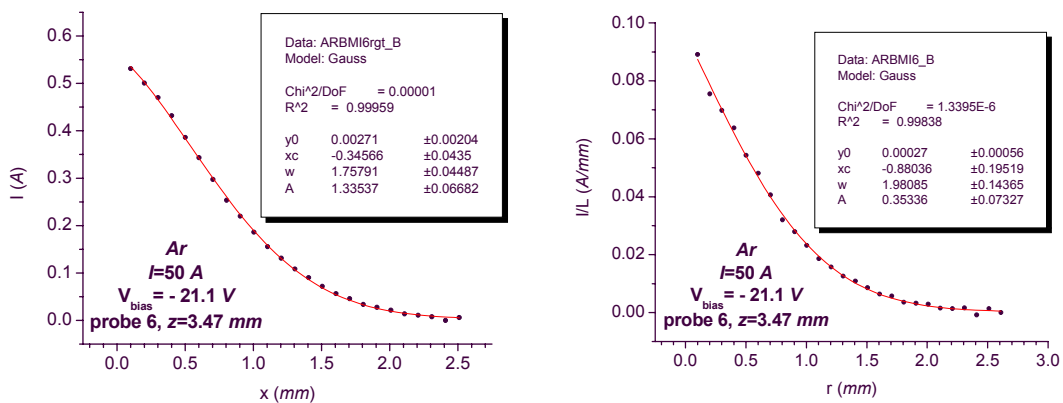 0.6
0.5
0.4
0.3
0.2
0.1
0.0
I (A)
Data: ARBMI6rgt_B
Model: Gauss
Chi^2/DoF = 0.00001
R^2 = 0.99959
y0 0.00271 ±0.00204
xc -0.34566 ±0.0435
w 1.75791 ±0.04487
A 1.33537 ±0.06682
Ar
I=50 A
Vbias= - 21.1 V
probe 6, z=3.47 mm
0.0 0.5 1.0 1.5 2.0 2.5
x (mm)
0.10
0.08
0.06
0.04
0.02
0.00
I/L (A/mm)
Data: ARBMI6_B
Model: Gauss
Chi^2/DoF = 1.3395E-6
R^2 = 0.99838
y0 0.00027 ±0.00056
xc -0.88036 ±0.19519
w 1.98085 ±0.14365
A 0.35336 ±0.07327
Ar
I=50 A
Vbias= - 21.1 V
probe 6, z=3.47 mm
0.0 0.5 1.0 1.5 2.0 2.5 3.0
r (mm)